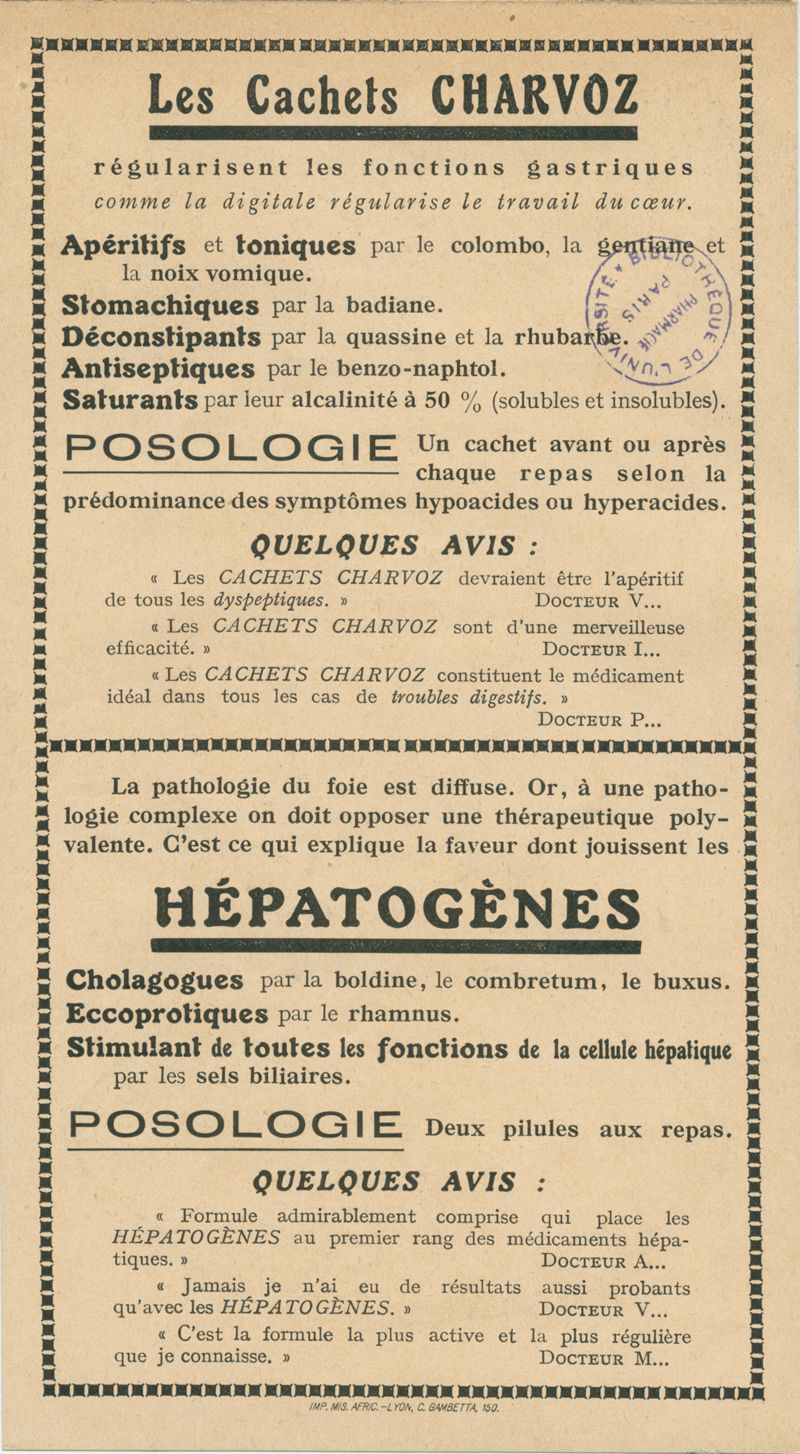 Les Cachets CHARVOZ
régularisent les fonctions gastriques
comme la digitale régularise le travail du cœur.
Apéritifs et toniques par le colombo, la gentiane et
la noix vomique.
Stomachiques par la badiane.
Déconstipants par la quassine et la rhubarbe.
Antiseptiques par le benzo-naphtol.
Saturants par leur alcalinité à 50 % (solubles et insolubles).
POSOLOGIE Un cachet avant ou après
chaque repas selon la
prédominance des symptômes hypoacides ou hyperacides.
QUELQUES AVIS :
« Les CACHETS CHARVOZ devraient être l'apéritif
de tous les dyspeptiques. » DOCTEUR V...
« Les CACHETS CHARVOZ sont d'une merveilleuse
efficacité. » DOCTEUR I...
« Les CACHETS CHARVOZ constituent le médicament
idéal dans tous les cas de troubles digestifs. »
DOCTEUR P...
La pathologie du foie est diffuse. Or, à une patho-
logie complexe on doit opposer une thérapeutique poly-
valente. C'est ce qui explique la faveur dont jouissent les
HÉPATOGÈNES
Cholagogues par la boldine, le combretum, le buxus.
Eccoprotiques par le rhamnus.
Stimulant de toutes les fonctions de la cellule hépatique
par les sels biliaires.
POSOLOGIE Deux pilules aux repas.
QUELQUES AVIS :
« Formule admirablement comprise qui place les
HÉPATOGÈNES au premier rang des médicaments hépa-
tiques. » DOCTEUR A...
« Jamais je n'ai eu de résultats aussi probants
qu'avec les HÉPATOGÈNES. » DOCTEUR V...
« C'est la formule la plus active et la plus régulière
que je connaisse. » DOCTEUR M...
IMP. MIS. AFRIC.-LYON, C. GAMBETTA, 150.
BIBLIOTHÈQUE DE L'UNIVERSITÉ
PARIS
PHARMACIE